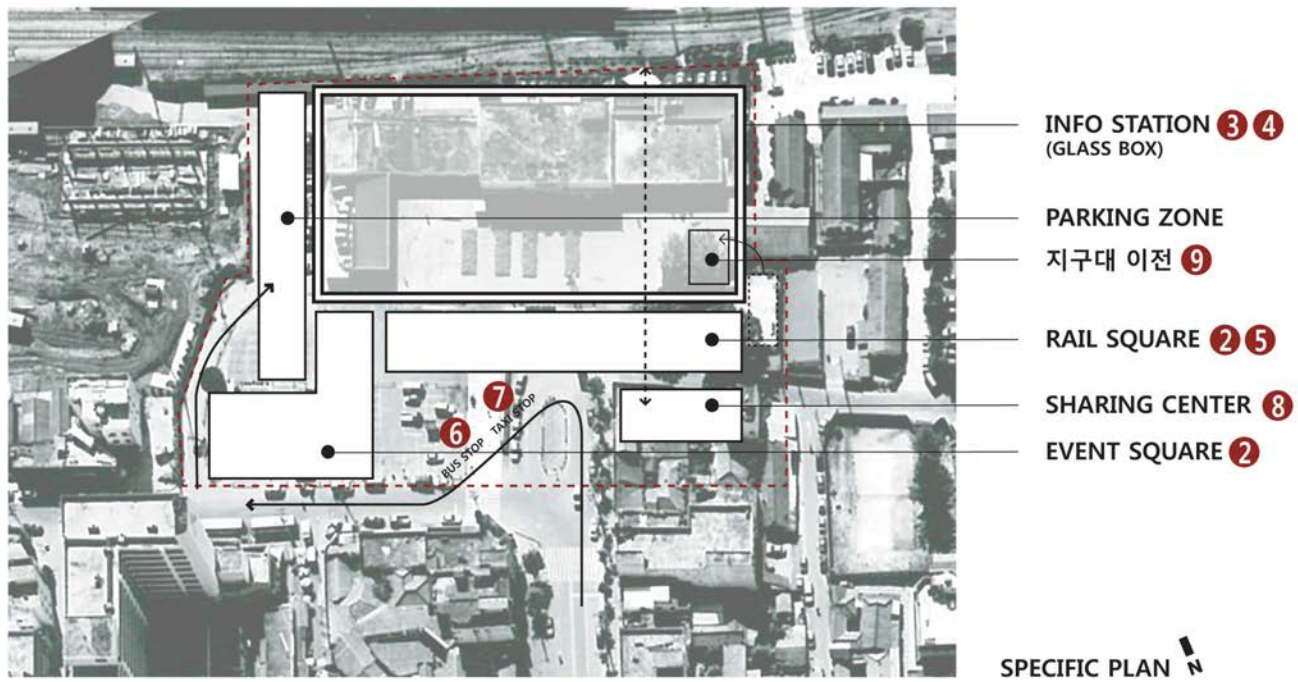 INFO STATION 3 4
(GLASS BOX)
PARKING ZONE
지구대 이전 9
RAIL SQUARE 2 5
SHARING CENTER 8
EVENT SQUARE 2
7
TAXI STOP
6
BUS STOP
SPECIFIC PLAN N